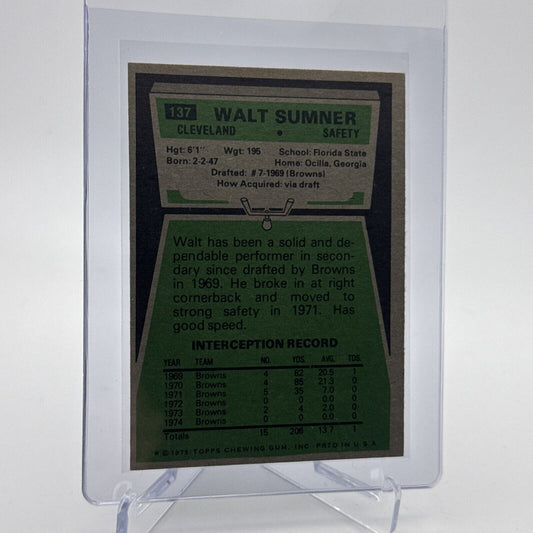 137 WALT SUMNER
CLEVELAND • SAFETY
Hgt: 6'1" Wgt: 195 School: Florida State
Born: 2-2-47 Home: Ocilla, Georgia
Drafted: #7-1969 (Browns)
How Acquired: via draft
Walt has been a solid and de-
pendable performer in secon-
dary since drafted by Browns
in 1969. He broke in at right
cornerback and moved to
strong safety in 1971. Has
good speed.
INTERCEPTION RECORD
YEAR TEAM NO. YDS. AVG. TDS.
1969 Browns 4 82 20.5 1
1970 Browns 4 85 21.3 0
1971 Browns 5 35 7.0 0
1972 Browns 0 0 0.0 0
1973 Browns 2 4 2.0 0
1974 Browns 0 0 0.0 0
Totals 15 206 13.7 1
* © 1975 TOPPS CHEWING GUM, INC. PRTD IN U.S.A.